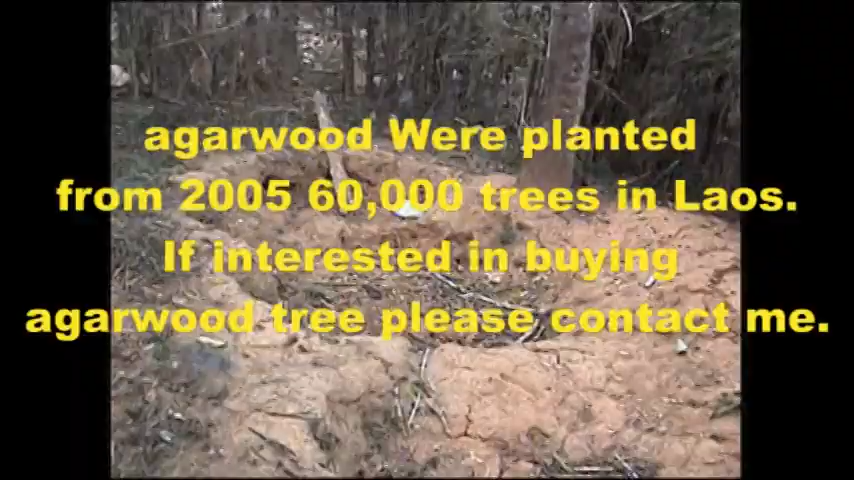 agarwood Were planted
from 2005 60,000 trees in Laos.
If interested in buying
agarwood tree please contact me.